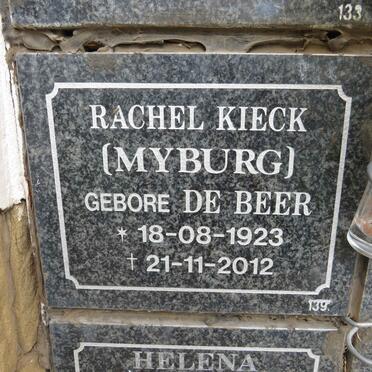 133
RACHEL KIECK
(MYBURG)
GEBORE DE BEER
* 18-08-1923
† 21-11-2012
139.
HELENA